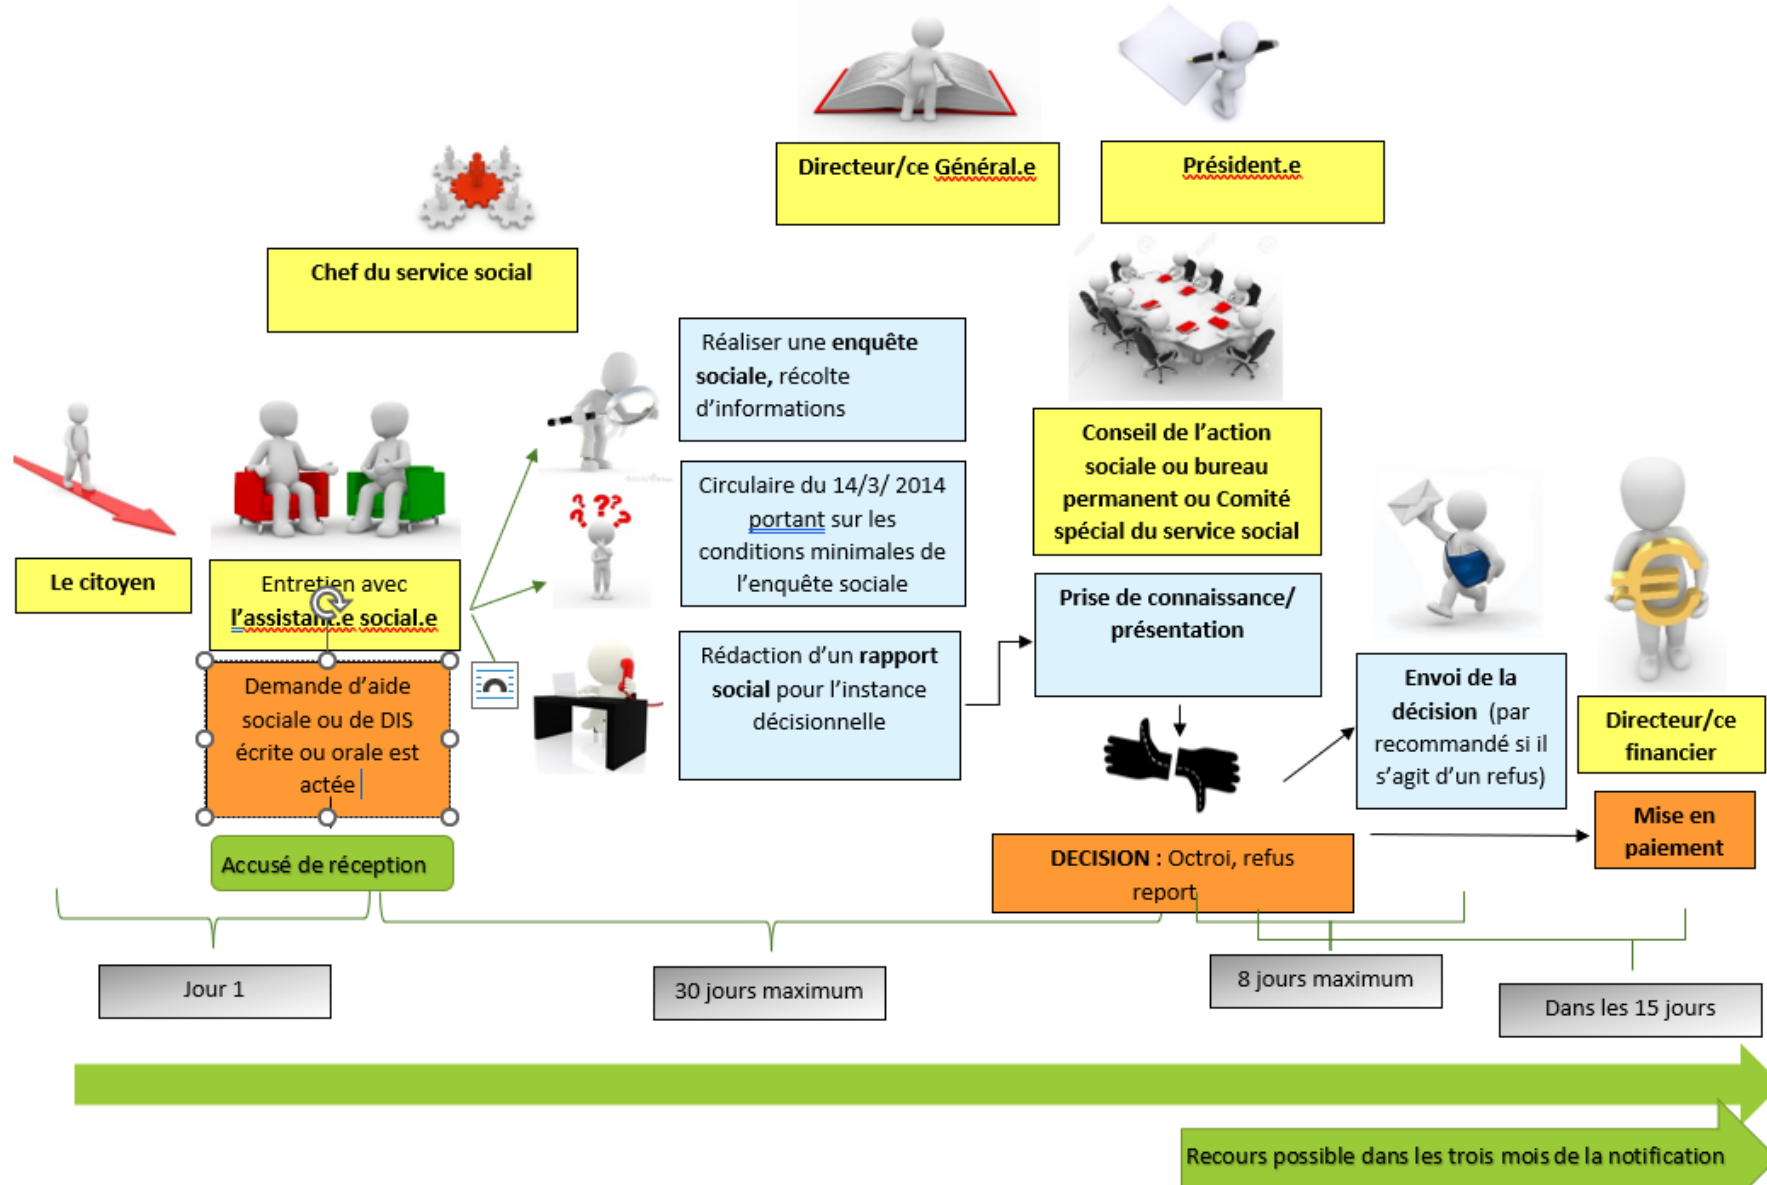 Directeur/ce Général.e
Président.e
Chef du service social
Réaliser une enquête
sociale, récolte
d'informations
Circulaire du 14/3/ 2014
portant sur les
conditions minimales de
l'enquête sociale
Rédaction d'un rapport
social pour l'instance
décisionnelle
Le citoyen
Entretien avec
l'assistant.e social.e
Demande d'aide
sociale ou de DIS
écrite ou orale est
actée
Accusé de réception
Conseil de l'action
sociale ou bureau
permanent ou Comité
spécial du service social
Prise de connaissance/
présentation
DECISION : Octroi, refus
report
Envoi de la
décision (par
recommandé si il
s'agit d'un refus)
Directeur/ce
financier
Mise en
paiement
Jour 1
30 jours maximum
8 jours maximum
Dans les 15 jours
Recours possible dans les trois mois de la notification